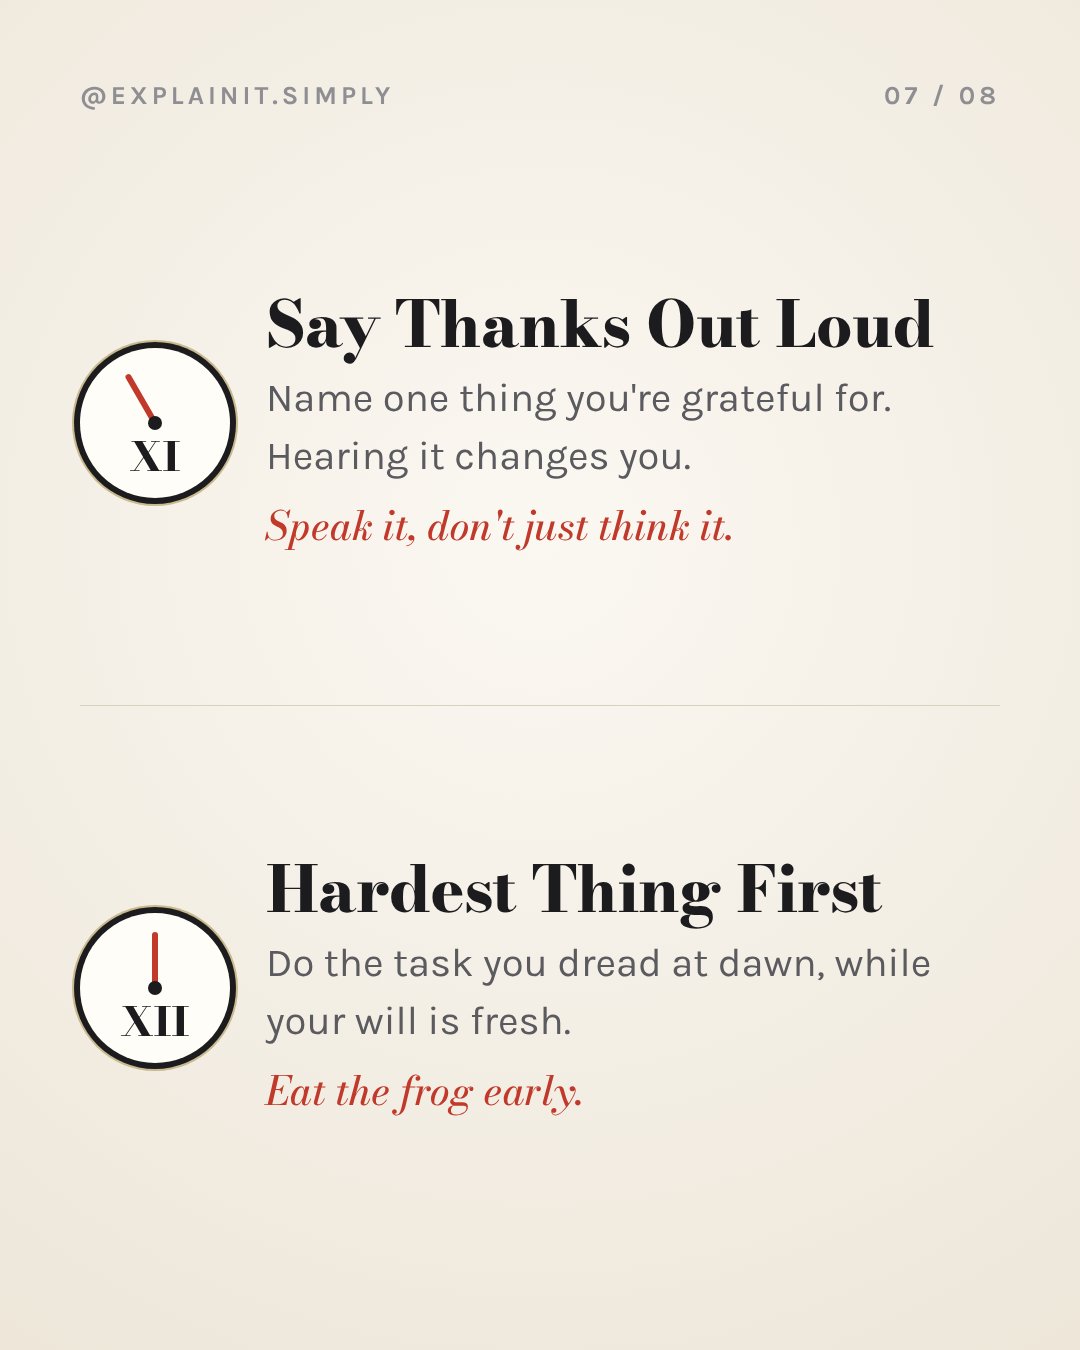 @EXPLAINIT.SIMPLY
07 / 08
Say Thanks Out Loud
Name one thing you're grateful for.
Hearing it changes you.
Speak it, don't just think it.
XI
Hardest Thing First
Do the task you dread at dawn, while
your will is fresh.
Eat the frog early.
XII